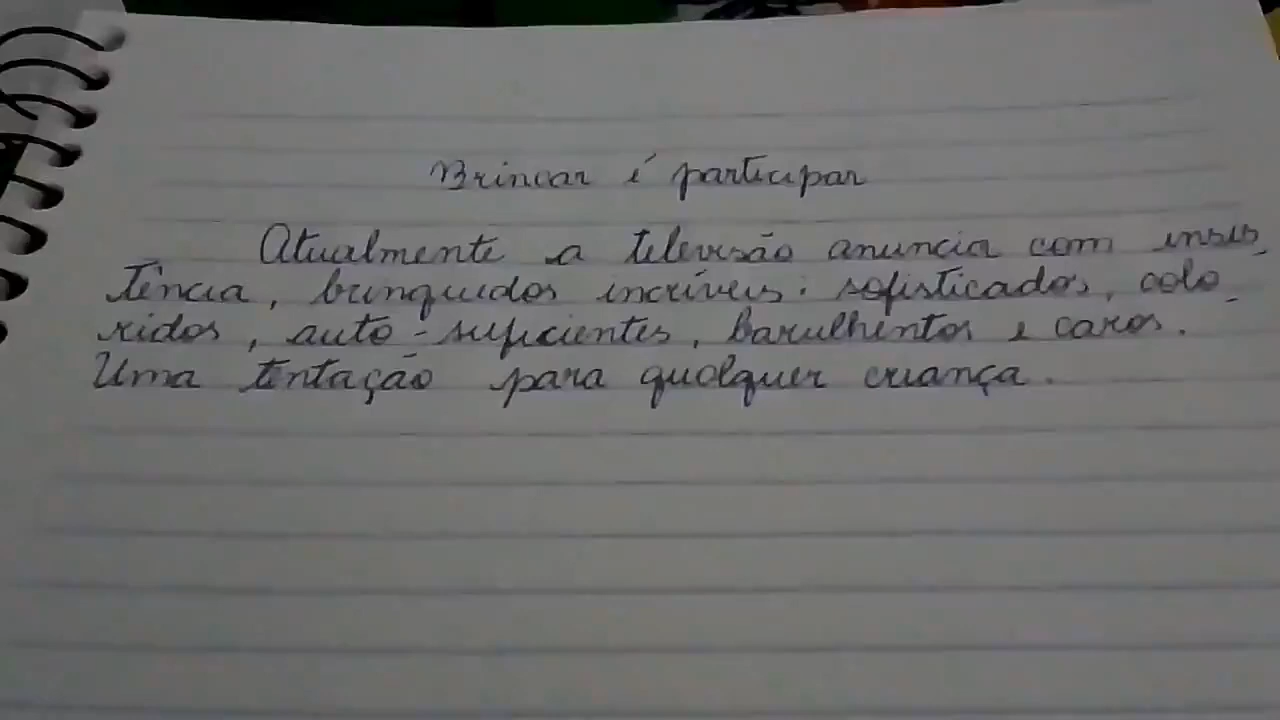 Brincar é participar
Atualmente a televisão anuncia com insis-
tência, brinquedos incríveis: sofisticados, colo-
ridos, auto-suficientes, barulhentos e caros.
Uma tentação para qualquer criança.